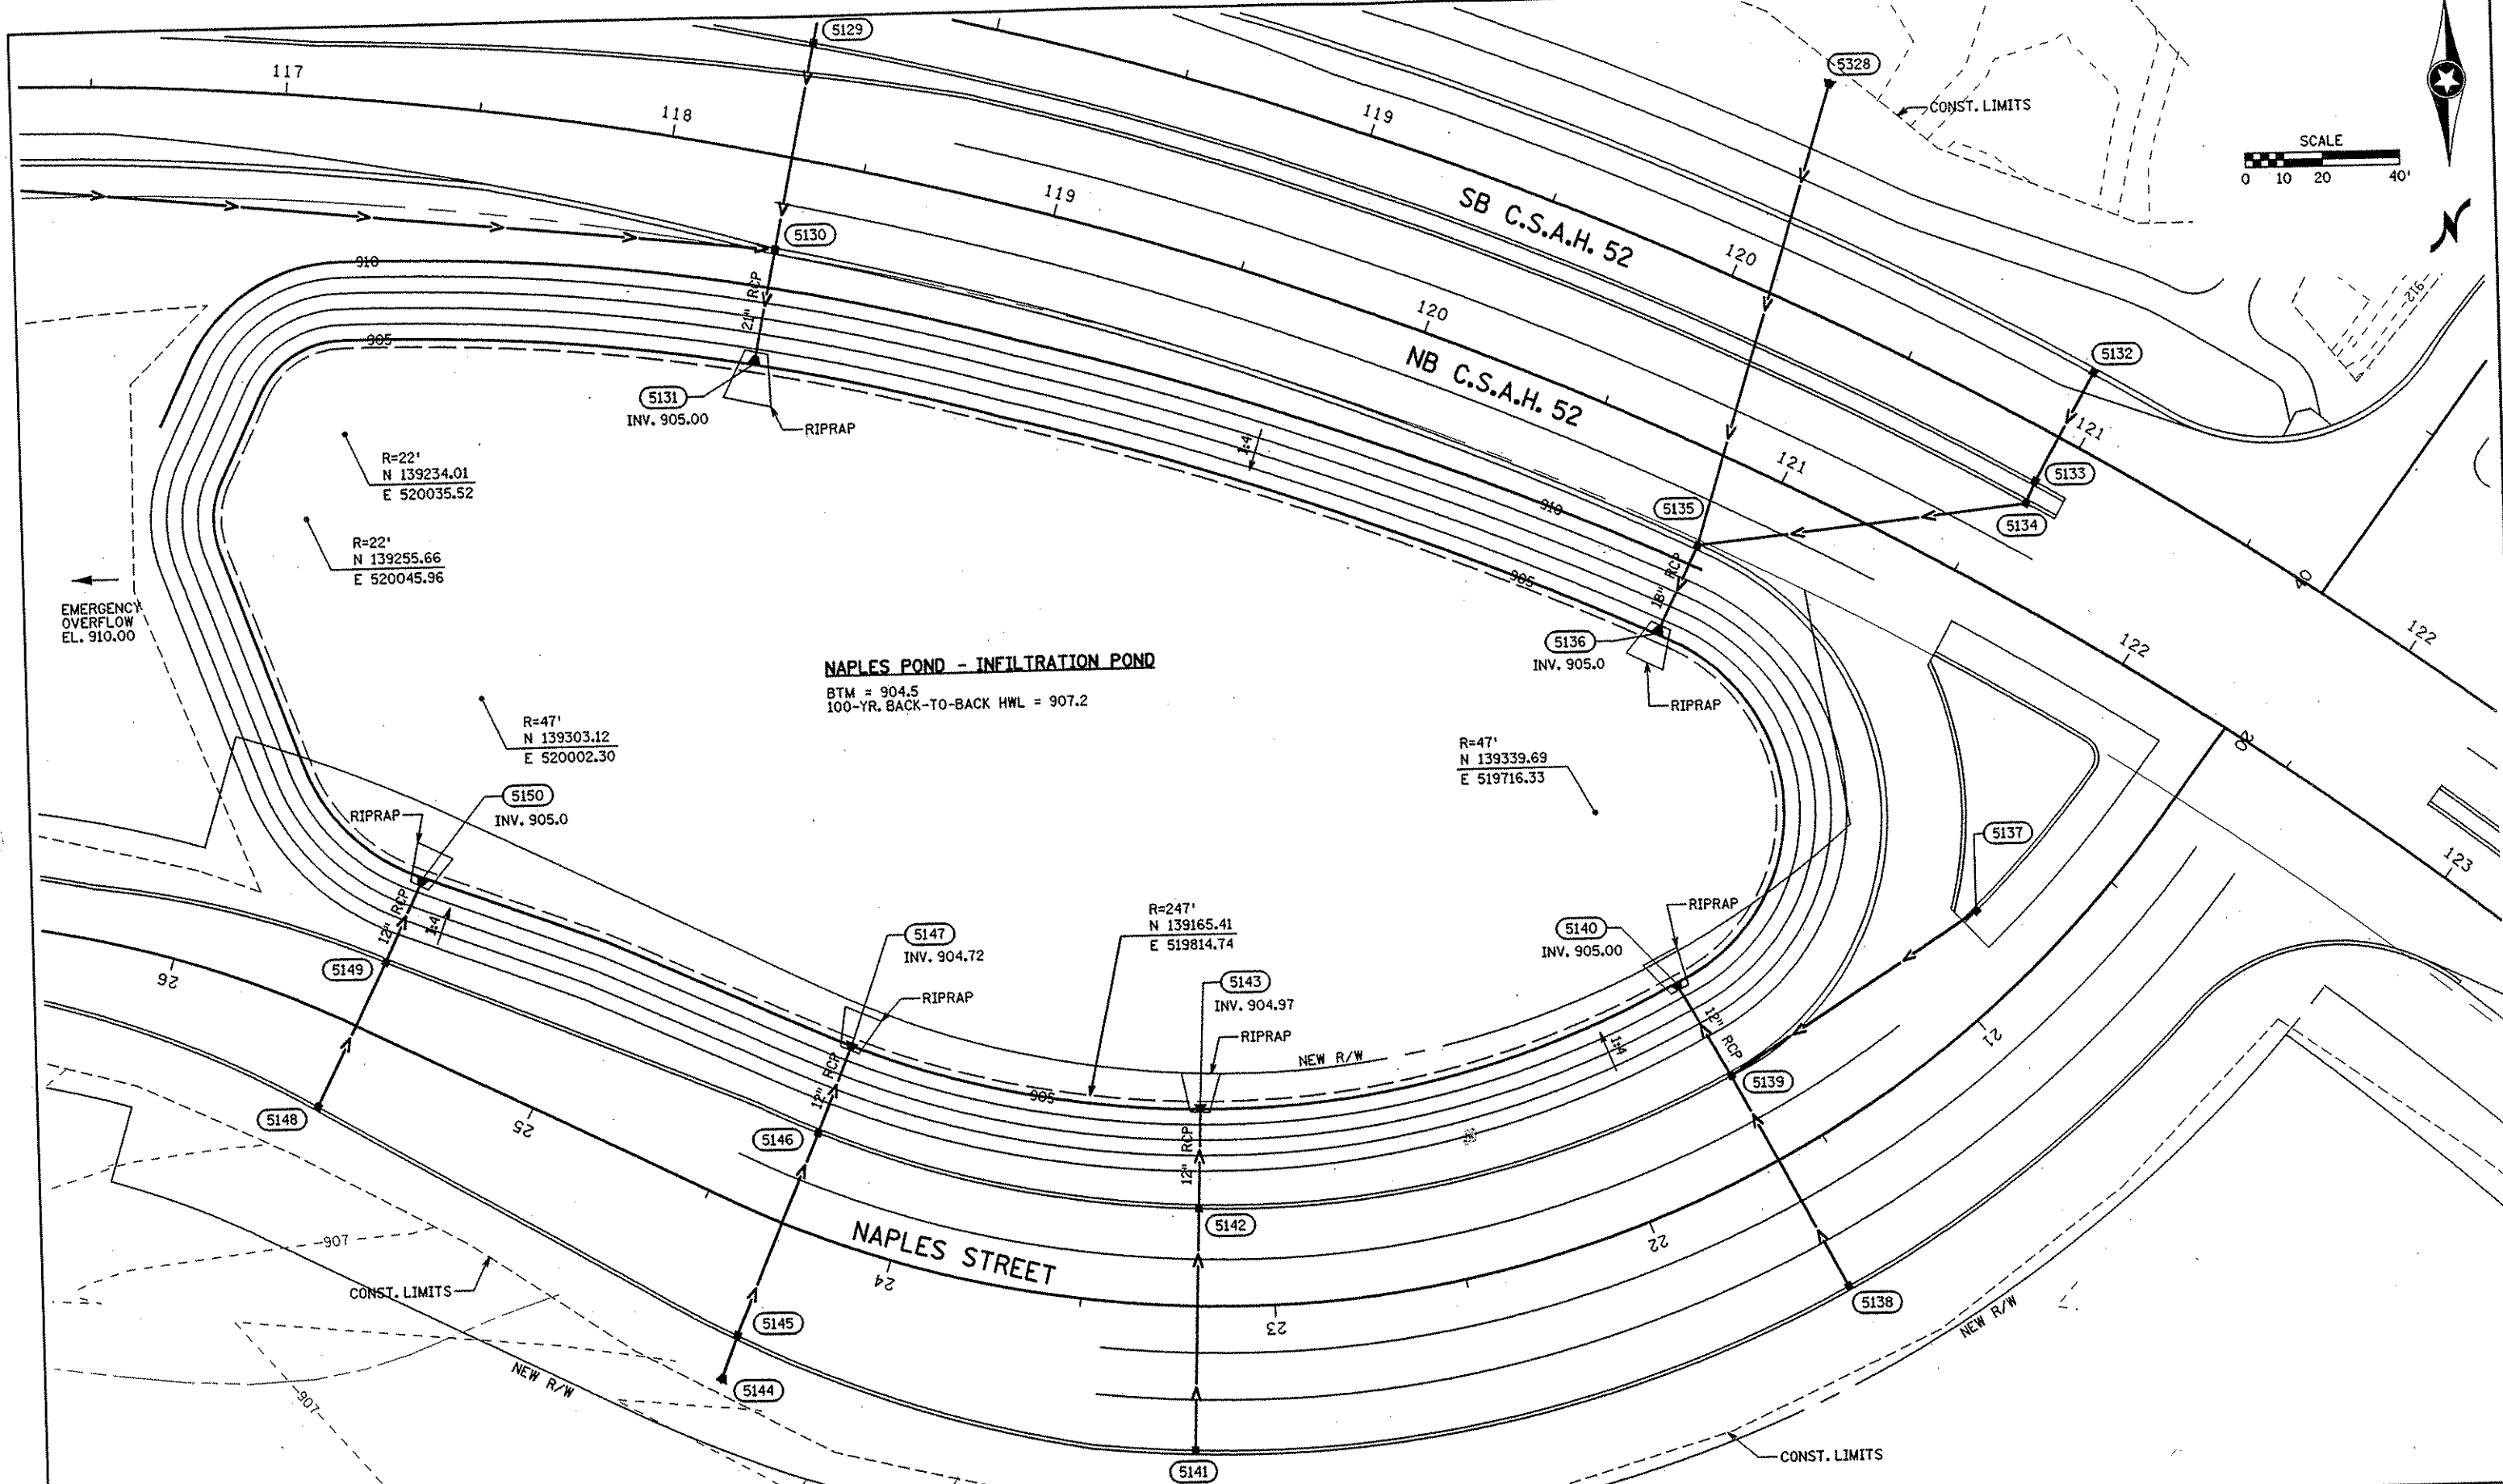 5129
117
118
119
5328
CONST. LIMITS
SCALE
0 10 20 40'
N
119
SB C.S.A.H. 52
120
5130
910
21" RCP
905
5131
INV. 905.00
RIPRAP
120
NB C.S.A.H. 52
912
5132
121
5133
5134
121
1:4
910
5135
R=22'
N 139234.01
E 520035.52
R=22'
N 139255.66
E 520045.96
EMERGENCY
OVERFLOW
EL. 910.00
905
18" RCP
40
122
122
5136
INV. 905.0
RIPRAP
NAPLES POND - INFILTRATION POND
BTM = 904.5
100-YR. BACK-TO-BACK HWL = 907.2
R=47'
N 139303.12
E 520002.30
R=47'
N 139339.69
E 519716.33
20
5150
INV. 905.0
RIPRAP
5137
123
12" RCP
1:4
5149
26
5147
INV. 904.72
RIPRAP
R=247'
N 139165.41
E 519814.74
5143
INV. 904.97
RIPRAP
5140
INV. 905.00
RIPRAP
NEW R/W
12" RCP
1:4
21
5139
905
12" RCP
5148
25
5146
12" RCP
5142
22
NAPLES STREET
24
907
CONST. LIMITS
5145
23
5138
NEW R/W
5144
NEW R/W
907
5141
CONST. LIMITS